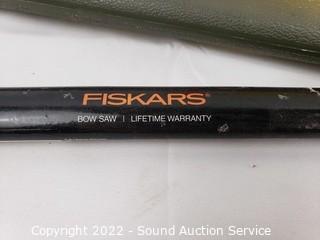 FISKARS®
BOW SAW | LIFETIME WARRANTY
Copyright © 2022 - Sound Auction Service